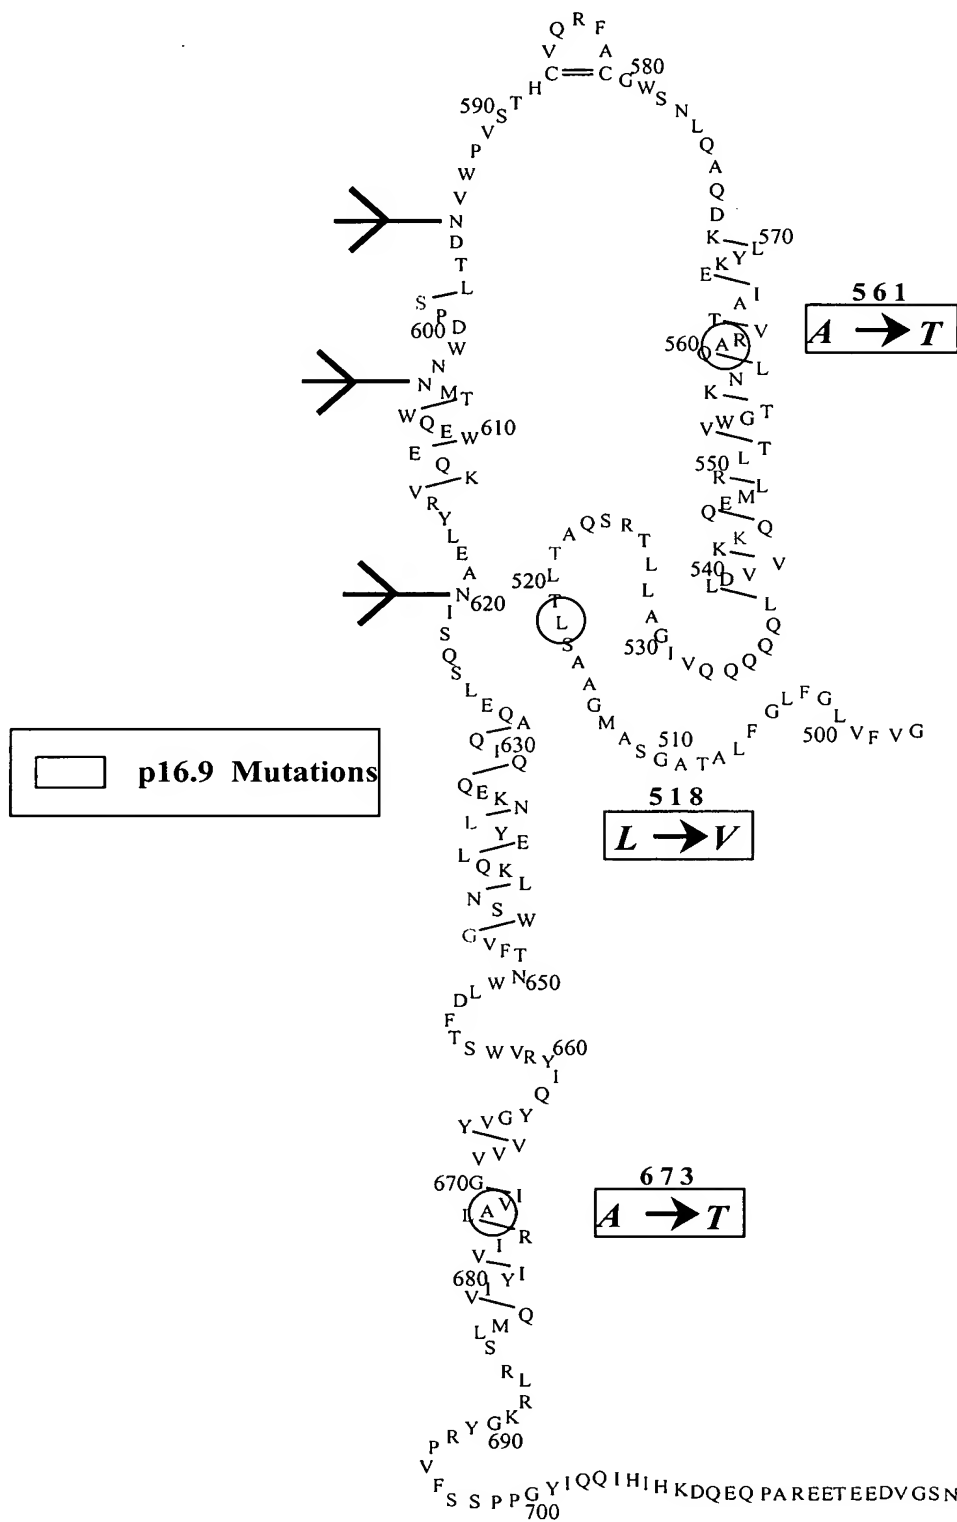 Q R F
V A
C C G 580
H W S
T N
590 S L
V Q
P A
W Q
V D
N K Y L 570
D E K I
T A
L T V
S P D
600
W
N N
M T
W Q E W 610
E Q K
V R Y L E A N 620
I S Q S L E Q A
Q I 630 Q
Q E K N
L Y E
L Q K L
N S W
G V F T
N 650
W L D F T S W V R Y 660
I Q Y G V Y
V V V
670 G I
L A V R
I
V Y I
680 V I Q
L M
S
R L
R
K G Y R P
690
V F S S P P G Y I Q Q I H I H K D Q E Q P A R E E T E E D V G S N
700
560 Q A R L
N
K
V W G T
L T
550 R L
Q E M Q
K K V
540 L D V L
Q Q Q Q Q V I G A L L T R S Q A T
530
L 520
T
L
S
A A G M A S G A T A L F G L F G L V F V G
510
500
561
A → T
518
L → V
673
A → T
p16.9 Mutations